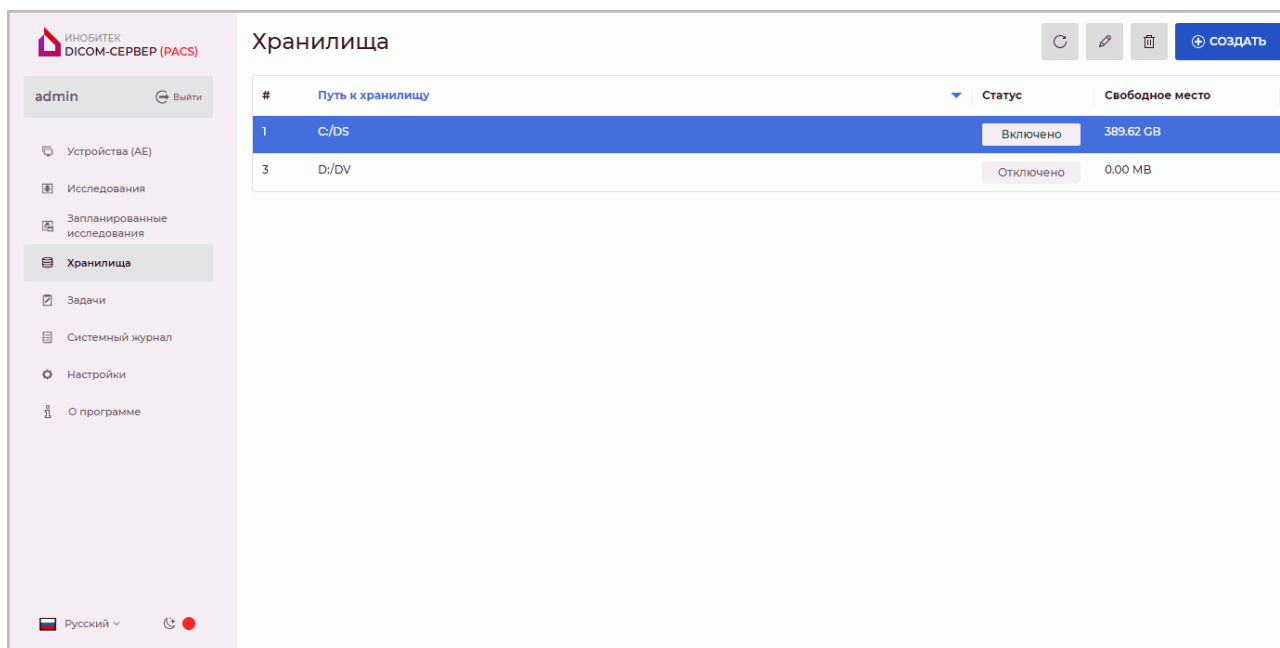 ИНОБИТЕК
DICOM-СЕРВЕР (PACS)
admin
Выйти
Устройства (AE)
Исследования
Запланированные
исследования
Хранилища
Задачи
Системный журнал
Настройки
О программе
Русский
Хранилища
СОЗДАТЬ
# Путь к хранилищу Статус Свободное место
1 C:/DS Включено 389.62 GB
3 D:/DV Отключено 0.00 MB